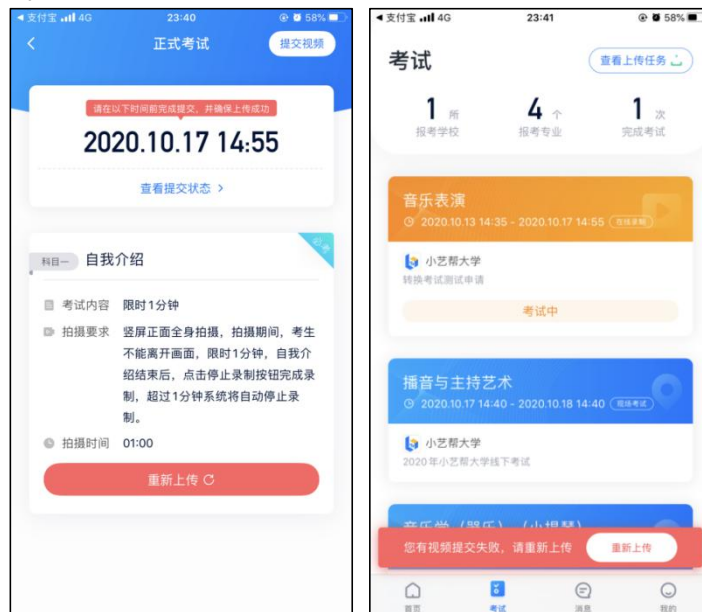 支付宝 4G 23:40 58%
正式考试
提交视频
请在以下时间前完成提交,并确保上传成功
2020.10.17 14:55
查看提交状态 >
必考
科目一 自我介绍
考试内容 限时1分钟
拍摄要求 竖屏正面全身拍摄,拍摄期间,考生
不能离开画面,限时1分钟,自我介
绍结束后,点击停止录制按钮完成录
制,超过1分钟系统将自动停止录
制。
拍摄时间 01:00
重新上传
支付宝 4G 23:41 58%
考试
查看上传任务
1 所
报考学校
4 个
报考专业
1 次
完成考试
音乐表演
2020.10.13 14:35 - 2020.10.17 14:55 在线录制
小艺帮大学
转换考试测试申请
考试中
播音与主持艺术
2020.10.17 14:40 - 2020.10.18 14:40 现场考试
小艺帮大学
2020年小艺帮大学线下考试
音乐学(器乐)(小提琴)
您有视频提交失败,请重新上传
重新上传
首页
考试
消息
我的